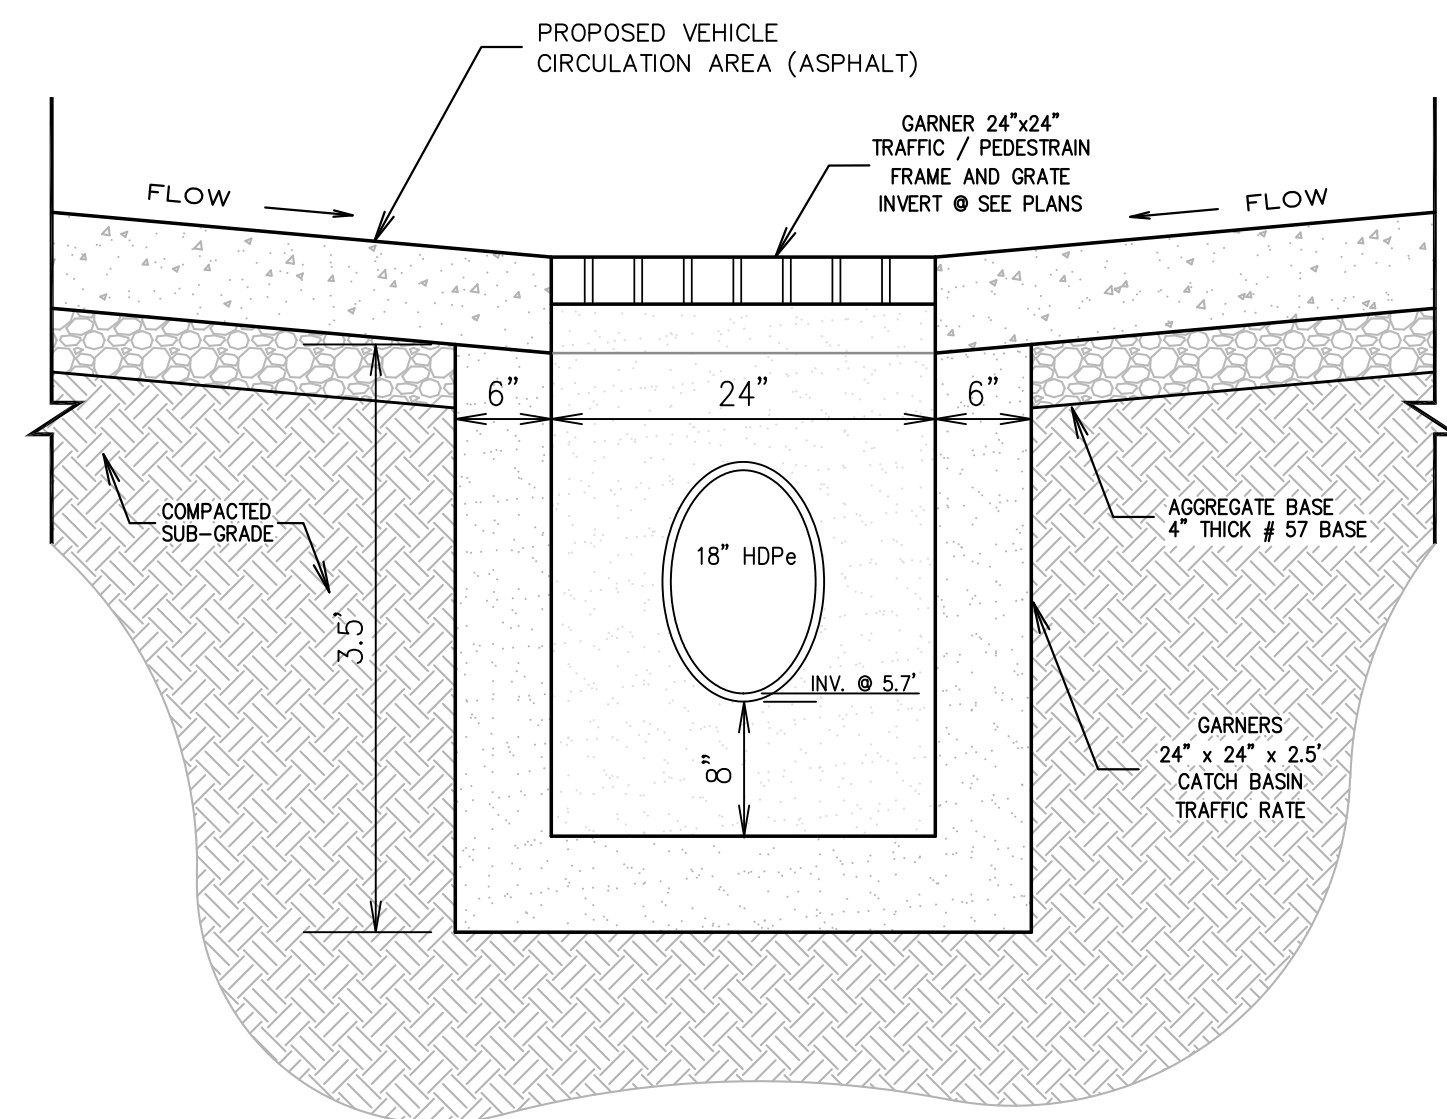 PROPOSED VEHICLE
CIRCULATION AREA (ASPHALT)
GARNER 24"x24"
TRAFFIC / PEDESTRAIN
FRAME AND GRATE
INVERT @ SEE PLANS
FLOW
FLOW
6"
24"
6"
COMPACTED
SUB-GRADE
AGGREGATE BASE
4" THICK # 57 BASE
18" HDPe
3.5'
INV. @ 5.7'
8"
GARNERS
24" x 24" x 2.5'
CATCH BASIN
TRAFFIC RATE